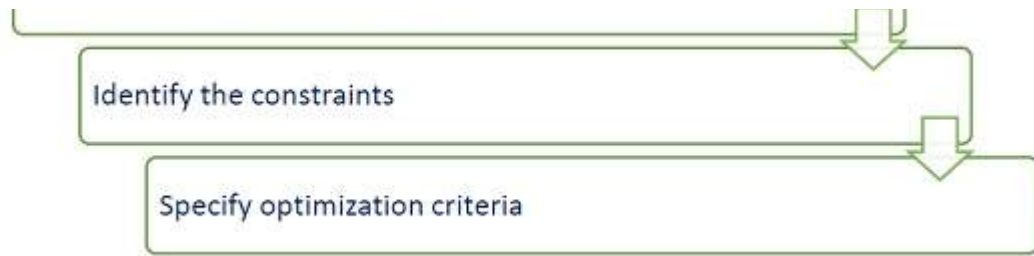 Identify the constraints
Specify optimization criteria